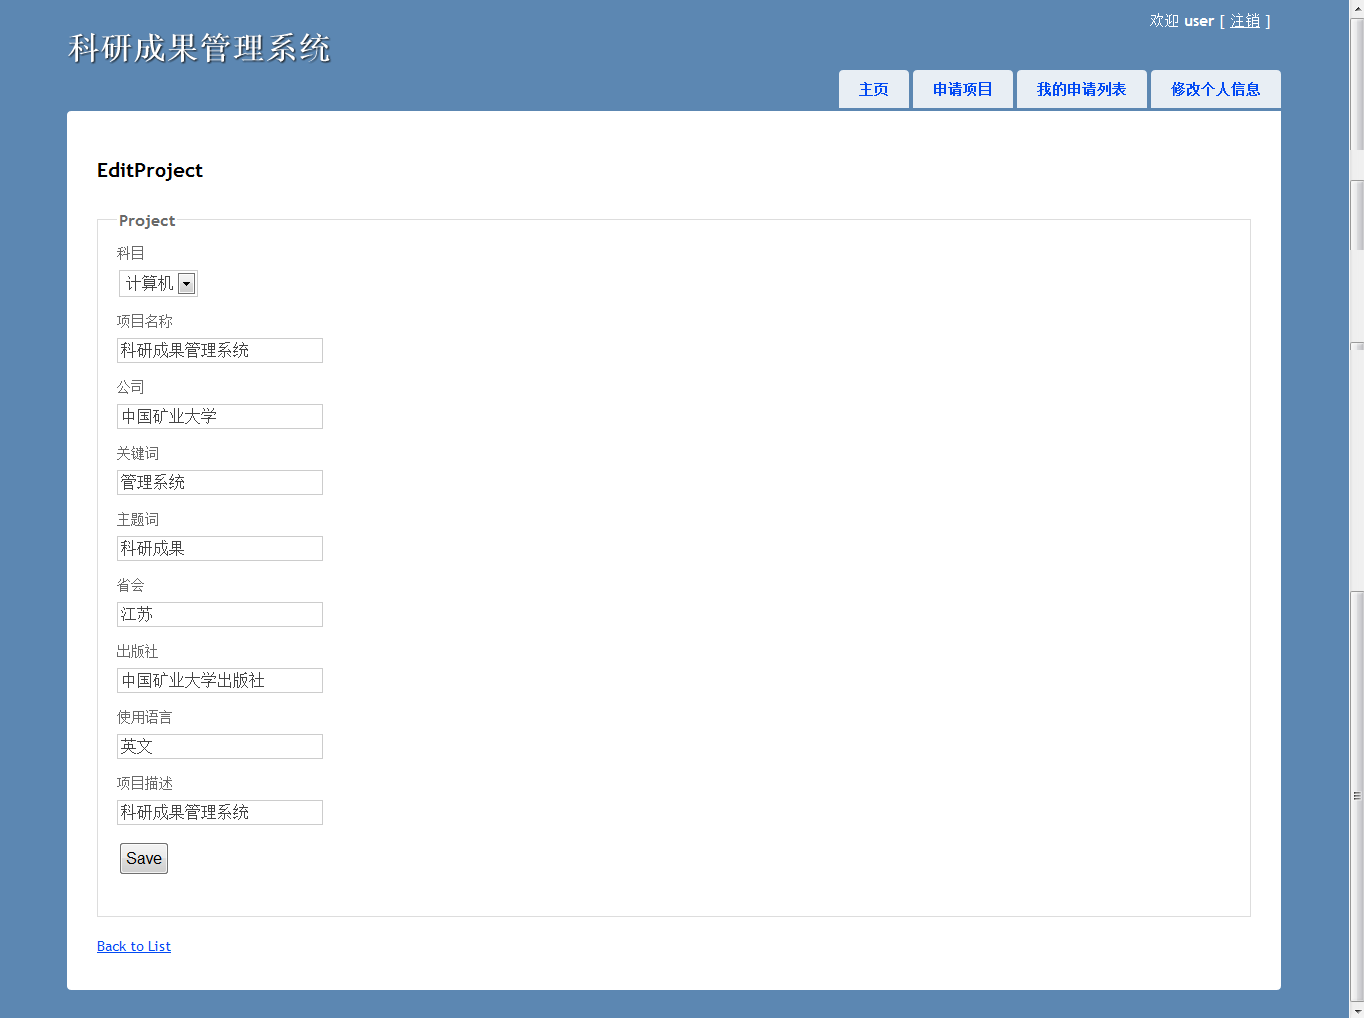 欢迎 user [ 注销 ]
科研成果管理系统
主页 申请项目 我的申请列表 修改个人信息
EditProject
Project
科目
计算机
项目名称
科研成果管理系统
公司
中国矿业大学
关键词
管理系统
主题词
科研成果
省会
江苏
出版社
中国矿业大学出版社
使用语言
英文
项目描述
科研成果管理系统
Save
Back to List